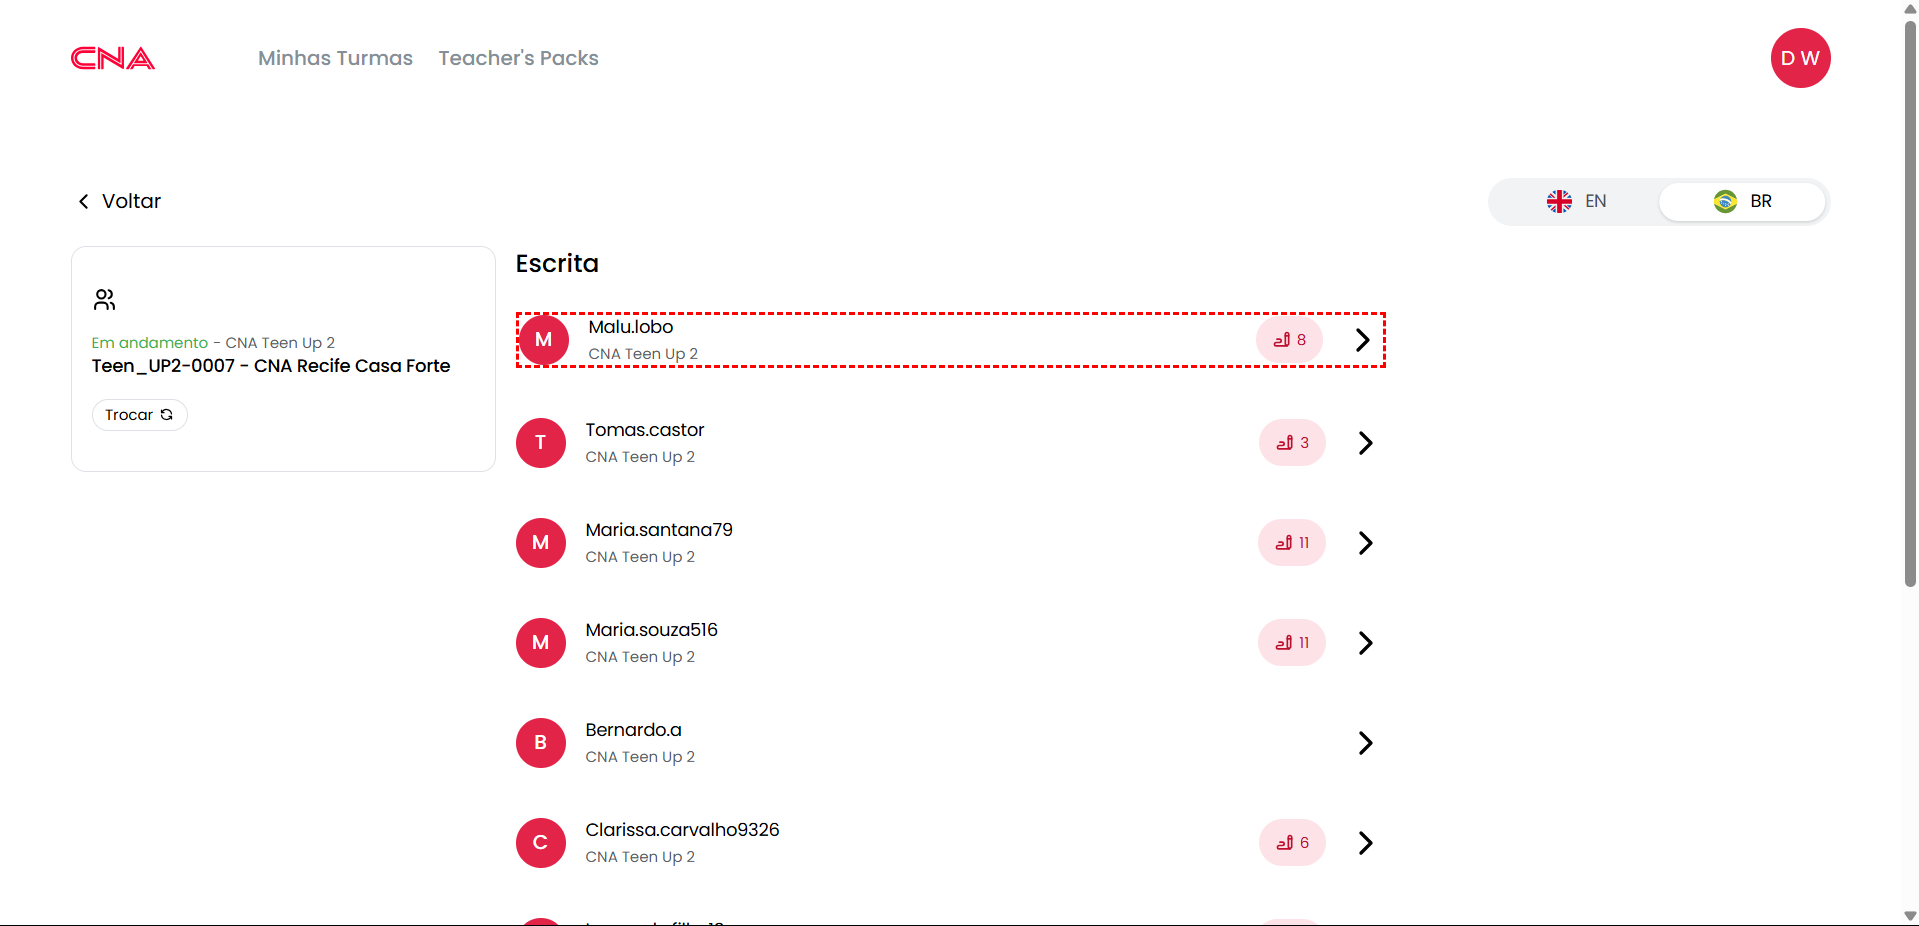 CNA
Minhas Turmas
Teacher's Packs
D W
Voltar
EN
BR
Em andamento - CNA Teen Up 2
Teen_UP2-0007 - CNA Recife Casa Forte
Trocar
Escrita
M
Malu.lobo
CNA Teen Up 2
8
T
Tomas.castor
CNA Teen Up 2
3
M
Maria.santana79
CNA Teen Up 2
11
M
Maria.souza516
CNA Teen Up 2
11
B
Bernardo.a
CNA Teen Up 2
C
Clarissa.carvalho9326
CNA Teen Up 2
6